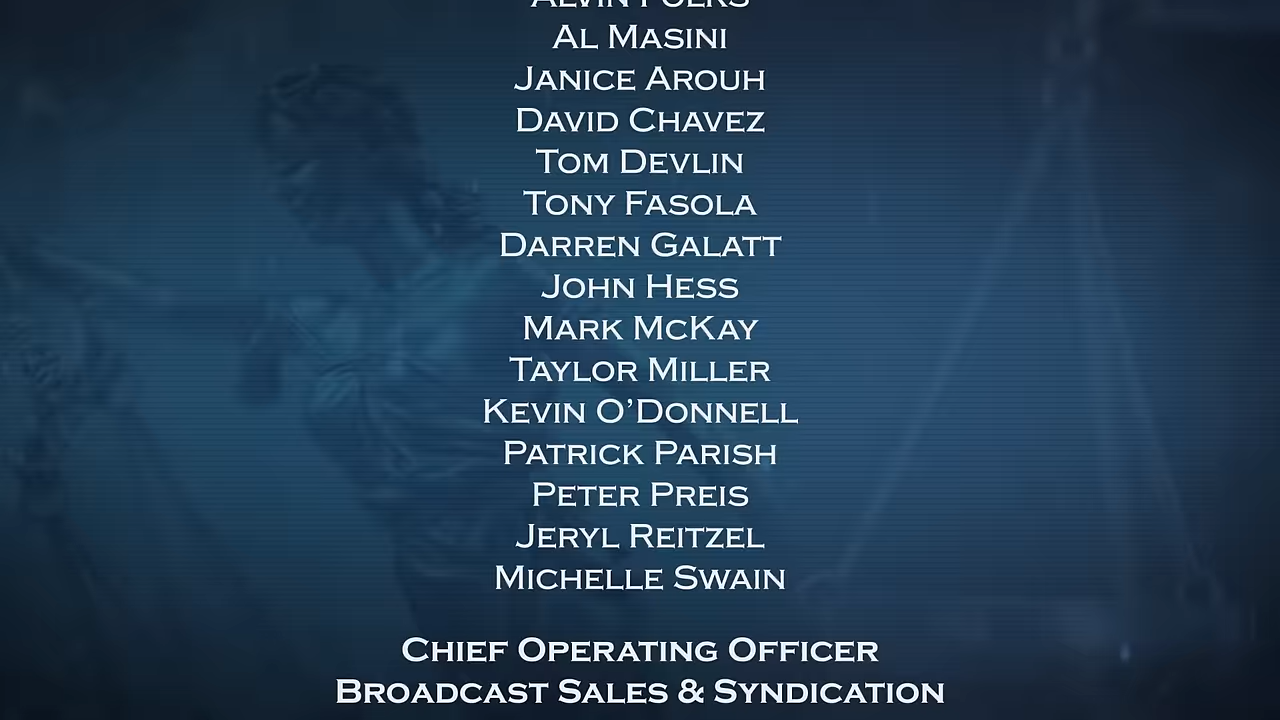 Al Masini
Janice Arouh
David Chavez
Tom Devlin
Tony Fasola
Darren Galatt
John Hess
Mark McKay
Taylor Miller
Kevin O’Donnell
Patrick Parish
Peter Preis
Jeryl Reitzel
Michelle Swain
Chief Operating Officer
Broadcast Sales & Syndication